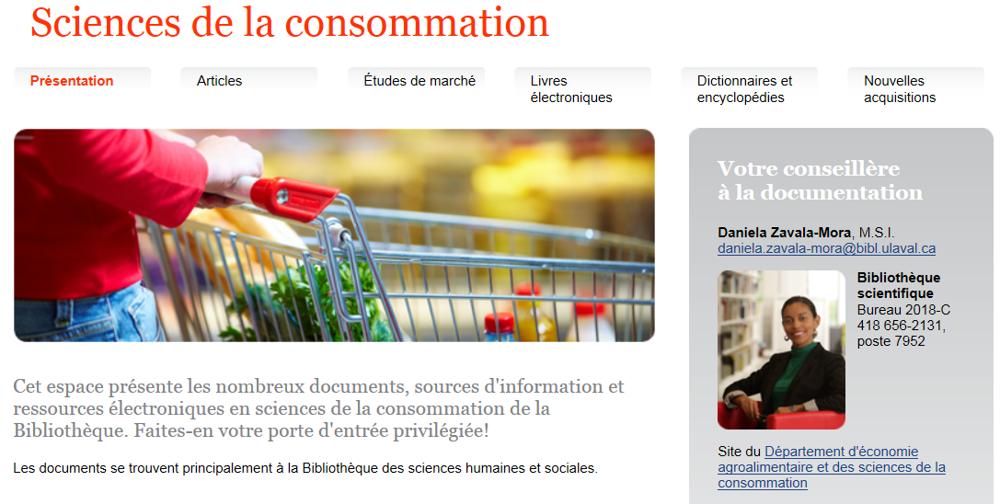 Sciences de la consommation
Présentation
Articles
Études de marché
Livres
électroniques
Dictionnaires et
encyclopédies
Nouvelles
acquisitions
Votre conseillère
à la documentation
Daniela Zavala-Mora, M.S.I.
daniela.zavala-mora@bibl.ulaval.ca
Bibliothèque
scientifique
Bureau 2018-C
418 656-2131,
poste 7952
Cet espace présente les nombreux documents, sources d'information et
ressources électroniques en sciences de la consommation de la
Bibliothèque. Faites-en votre porte d'entrée privilégiée!
Les documents se trouvent principalement à la Bibliothèque des sciences humaines et sociales.
Site du Département d'économie
agroalimentaire et des sciences de la
consommation